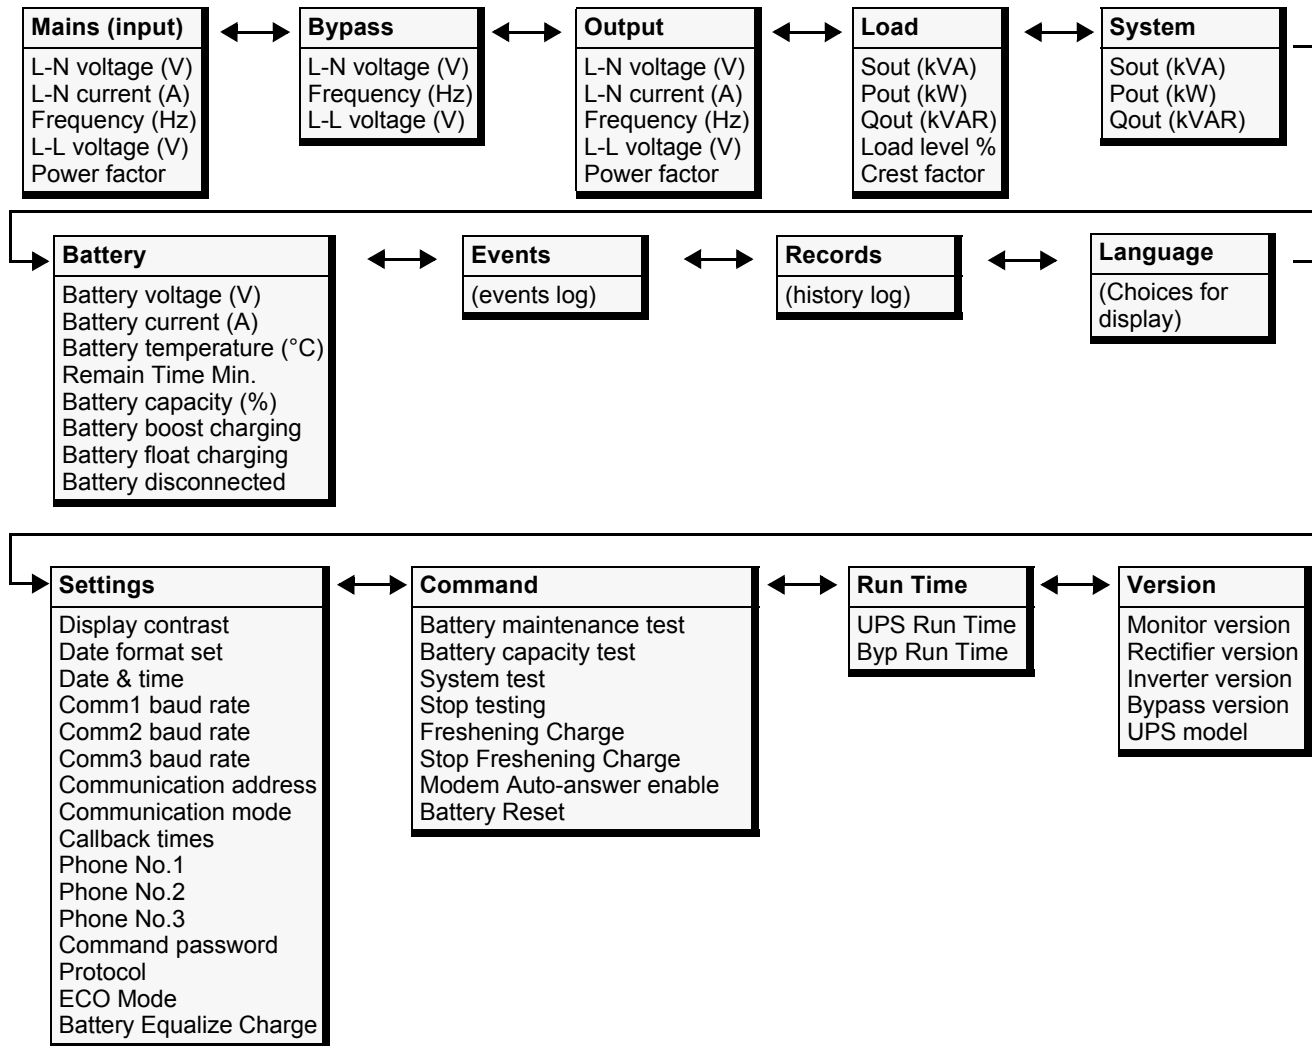 Mains (input)
L-N voltage (V)
L-N current (A)
Frequency (Hz)
L-L voltage (V)
Power factor
Bypass
L-N voltage (V)
Frequency (Hz)
L-L voltage (V)
Output
L-N voltage (V)
L-N current (A)
Frequency (Hz)
L-L voltage (V)
Power factor
Load
Sout (kVA)
Pout (kW)
Qout (kVAR)
Load level %
Crest factor
System
Sout (kVA)
Pout (kW)
Qout (kVAR)
Battery
Battery voltage (V)
Battery current (A)
Battery temperature (°C)
Remain Time Min.
Battery capacity (%)
Battery boost charging
Battery float charging
Battery disconnected
Events
(events log)
Records
(history log)
Language
(Choices for
display)
Settings
Display contrast
Date format set
Date & time
Comm1 baud rate
Comm2 baud rate
Comm3 baud rate
Communication address
Communication mode
Callback times
Phone No.1
Phone No.2
Phone No.3
Command password
Protocol
ECO Mode
Battery Equalize Charge
Command
Battery maintenance test
Battery capacity test
System test
Stop testing
Freshening Charge
Stop Freshening Charge
Modem Auto-answer enable
Battery Reset
Run Time
UPS Run Time
Byp Run Time
Version
Monitor version
Rectifier version
Inverter version
Bypass version
UPS model